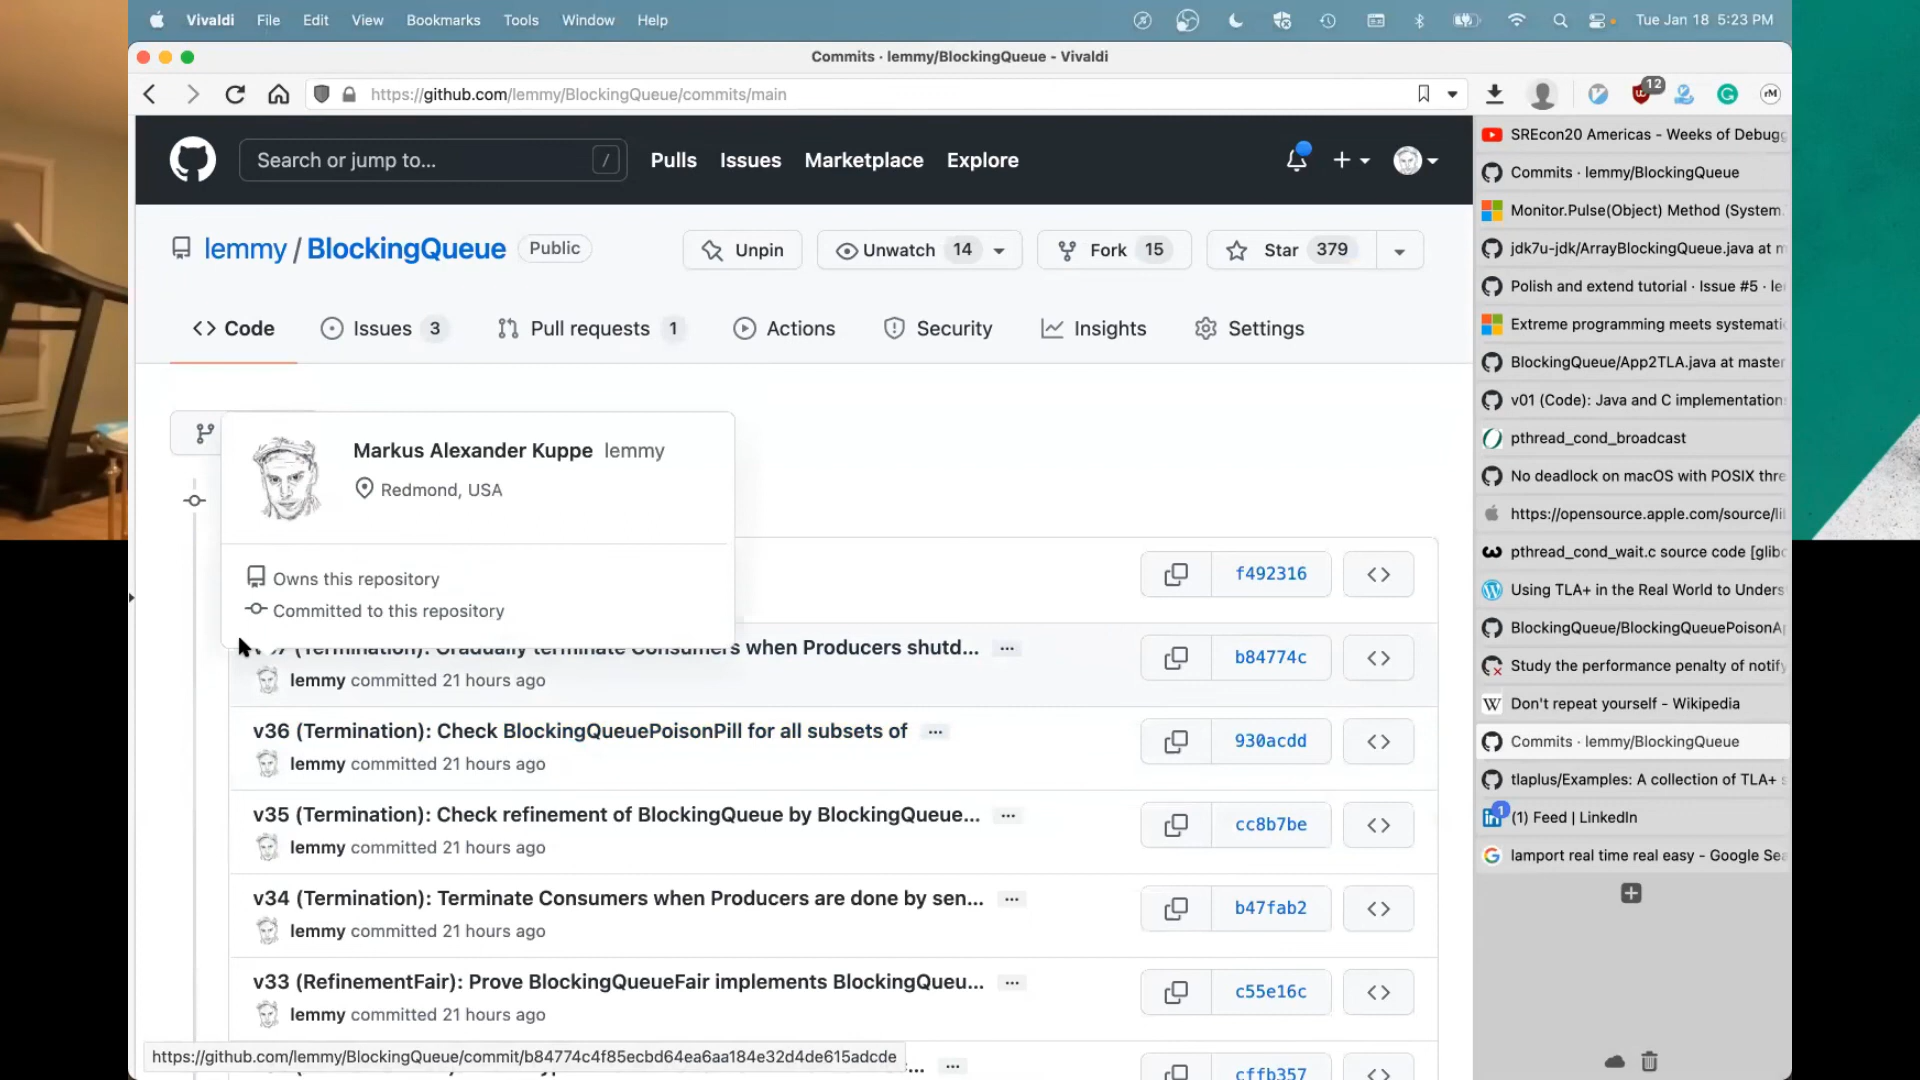 Vivaldi File Edit View Bookmarks Tools Window Help
Tue Jan 18 5:23 PM
Commits · lemmy/BlockingQueue - Vivaldi
https://github.com/lemmy/BlockingQueue/commits/main
12
Search or jump to... /
Pulls Issues Marketplace Explore
lemmy / BlockingQueue Public
Unpin
Unwatch 14
Fork 15
Star 379
Code
Issues 3
Pull requests 1
Actions
Security
Insights
Settings
Markus Alexander Kuppe lemmy
Redmond, USA
Owns this repository
Committed to this repository
f492316
(Termination): Gradually terminate Consumers when Producers shutd... ...
lemmy committed 21 hours ago
b84774c
v36 (Termination): Check BlockingQueuePoisonPill for all subsets of ...
lemmy committed 21 hours ago
930acdd
v35 (Termination): Check refinement of BlockingQueue by BlockingQueue... ...
lemmy committed 21 hours ago
cc8b7be
v34 (Termination): Terminate Consumers when Producers are done by sen... ...
lemmy committed 21 hours ago
b47fab2
v33 (RefinementFair): Prove BlockingQueueFair implements BlockingQueu... ...
lemmy committed 21 hours ago
c55e16c
cffb357
https://github.com/lemmy/BlockingQueue/commit/b84774c4f85ecbd64ea6aa184e32d4de615adcde
SREcon20 Americas - Weeks of Debugg
Commits · lemmy/BlockingQueue
Monitor.Pulse(Object) Method (System.
jdk7u-jdk/ArrayBlockingQueue.java at m
Polish and extend tutorial · Issue #5 · le
Extreme programming meets systemati
BlockingQueue/App2TLA.java at master
v01 (Code): Java and C implementation
pthread_cond_broadcast
No deadlock on macOS with POSIX thre
https://opensource.apple.com/source/li
pthread_cond_wait.c source code [glibc
Using TLA+ in the Real World to Unders
BlockingQueue/BlockingQueuePoisonAp
Study the performance penalty of notify
Don't repeat yourself - Wikipedia
Commits · lemmy/BlockingQueue
tlaplus/Examples: A collection of TLA+ s
(1) Feed | LinkedIn
lamport real time real easy - Google Sea